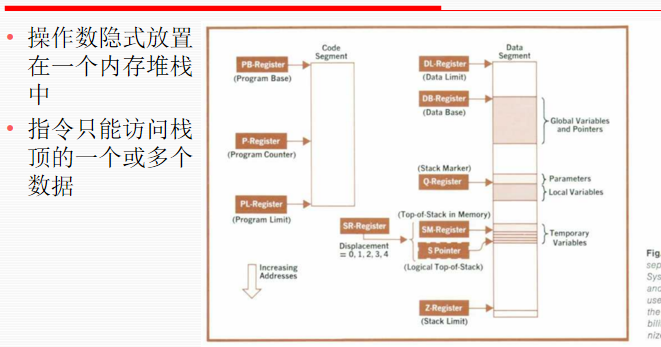 • 操作数隐式放置
在一个内存堆栈
中
• 指令只能访问栈
顶的一个或多个
数据
Code
Segment
PB-Register
(Program Base)
P-Register
(Program Counter)
PL-Register
(Program Limit)
Increasing
Addresses
Data
Segment
DL-Register
(Data Limit)
DB-Register
(Data Base)
Global Variables
and Pointers
(Stack Marker)
Q-Register
Parameters
Local Variables
(Top-of-Stack in Memory)
SR-Register
SM-Register
Displacement
= 0, 1, 2, 3, 4
S Pointer
(Logical Top-of-Stack)
Temporary
Variables
Z-Register
(Stack Limit)
Fig.
sep
Sys
and
use
the
bili
nize